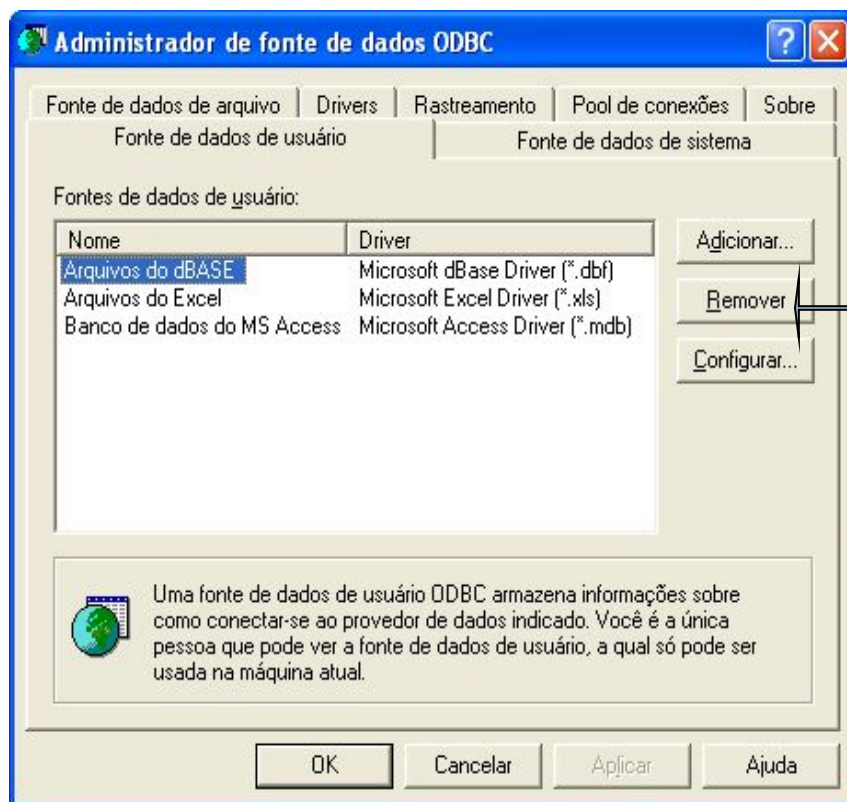 Administrador de fonte de dados ODBC
Fonte de dados de arquivo Drivers Rastreamento Pool de conexões Sobre
Fonte de dados de usuário Fonte de dados de sistema
Fontes de dados de usuário:
Nome Driver
Adicionar...
Arquivos do dBASE Microsoft dBase Driver (*.dbf)
Arquivos do Excel Microsoft Excel Driver (*.xls)
Remover
Banco de dados do MS Access Microsoft Access Driver (*.mdb)
Configurar...
Uma fonte de dados de usuário ODBC armazena informações sobre
como conectar-se ao provedor de dados indicado. Você é a única
pessoa que pode ver a fonte de dados de usuário, a qual só pode ser
usada na máquina atual.
OK Cancelar Aplicar Ajuda